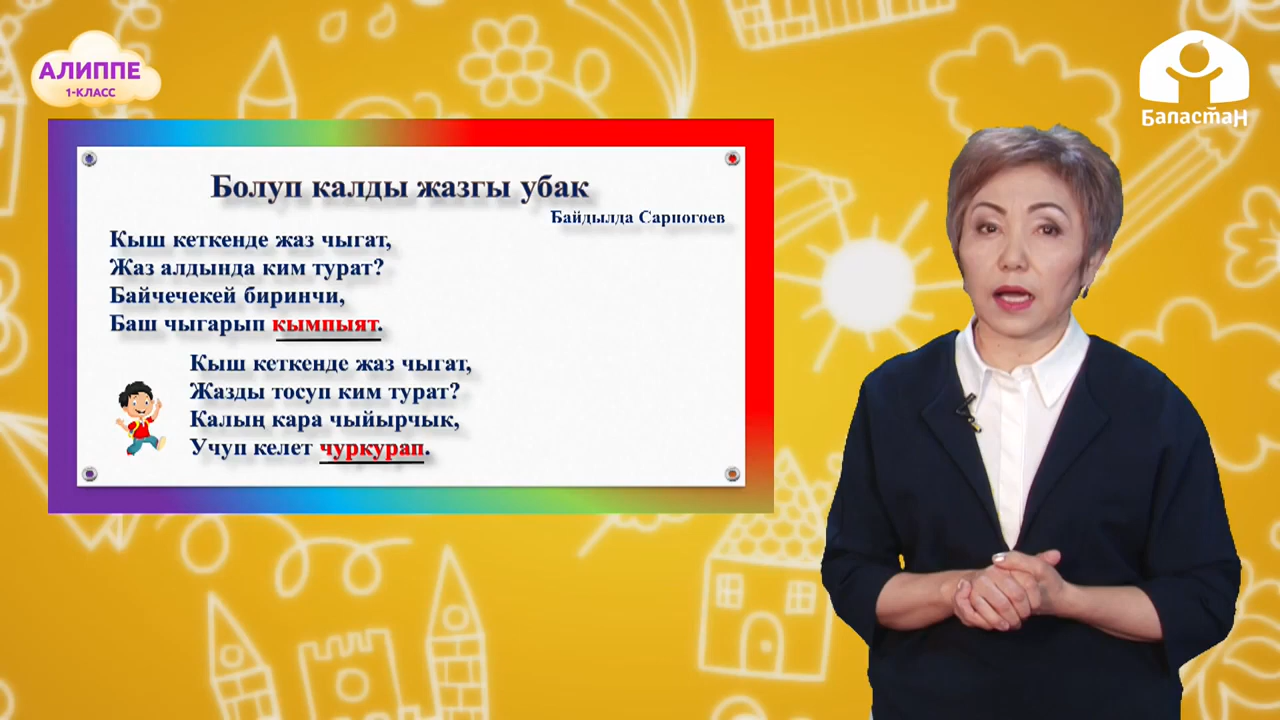 АЛИППЕ
1-КЛАСС
Баластан
Болуп калды жазгы убак
Байдылда Сарногоев
Кыш кеткенде жаз чыгат,
Жаз алдында ким турат?
Байчечекей биринчи,
Баш чыгарып кымпыят.
Кыш кеткенде жаз чыгат,
Жазды тосуп ким турат?
Калың кара чыйырчык,
Учуп келет чуркурап.